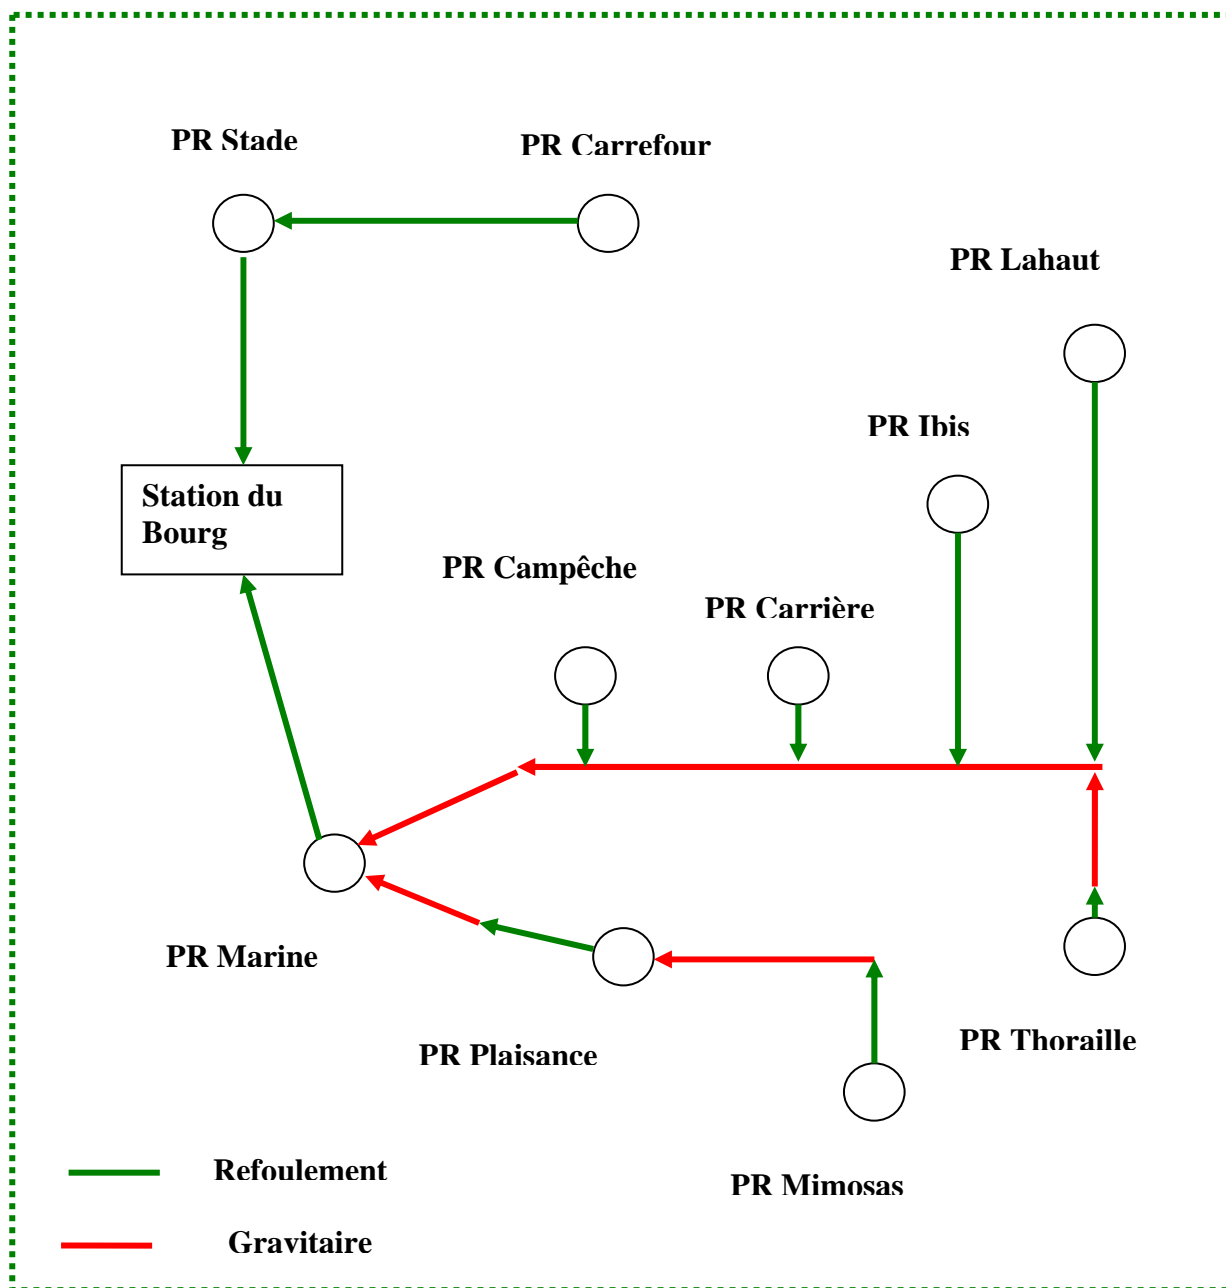 PR Stade
PR Carrefour
PR Lahaut
PR Ibis
Station du
Bourg
PR Campêche
PR Carrière
PR Marine
PR Thoraille
PR Plaisance
Refoulement
PR Mimosas
Gravitaire